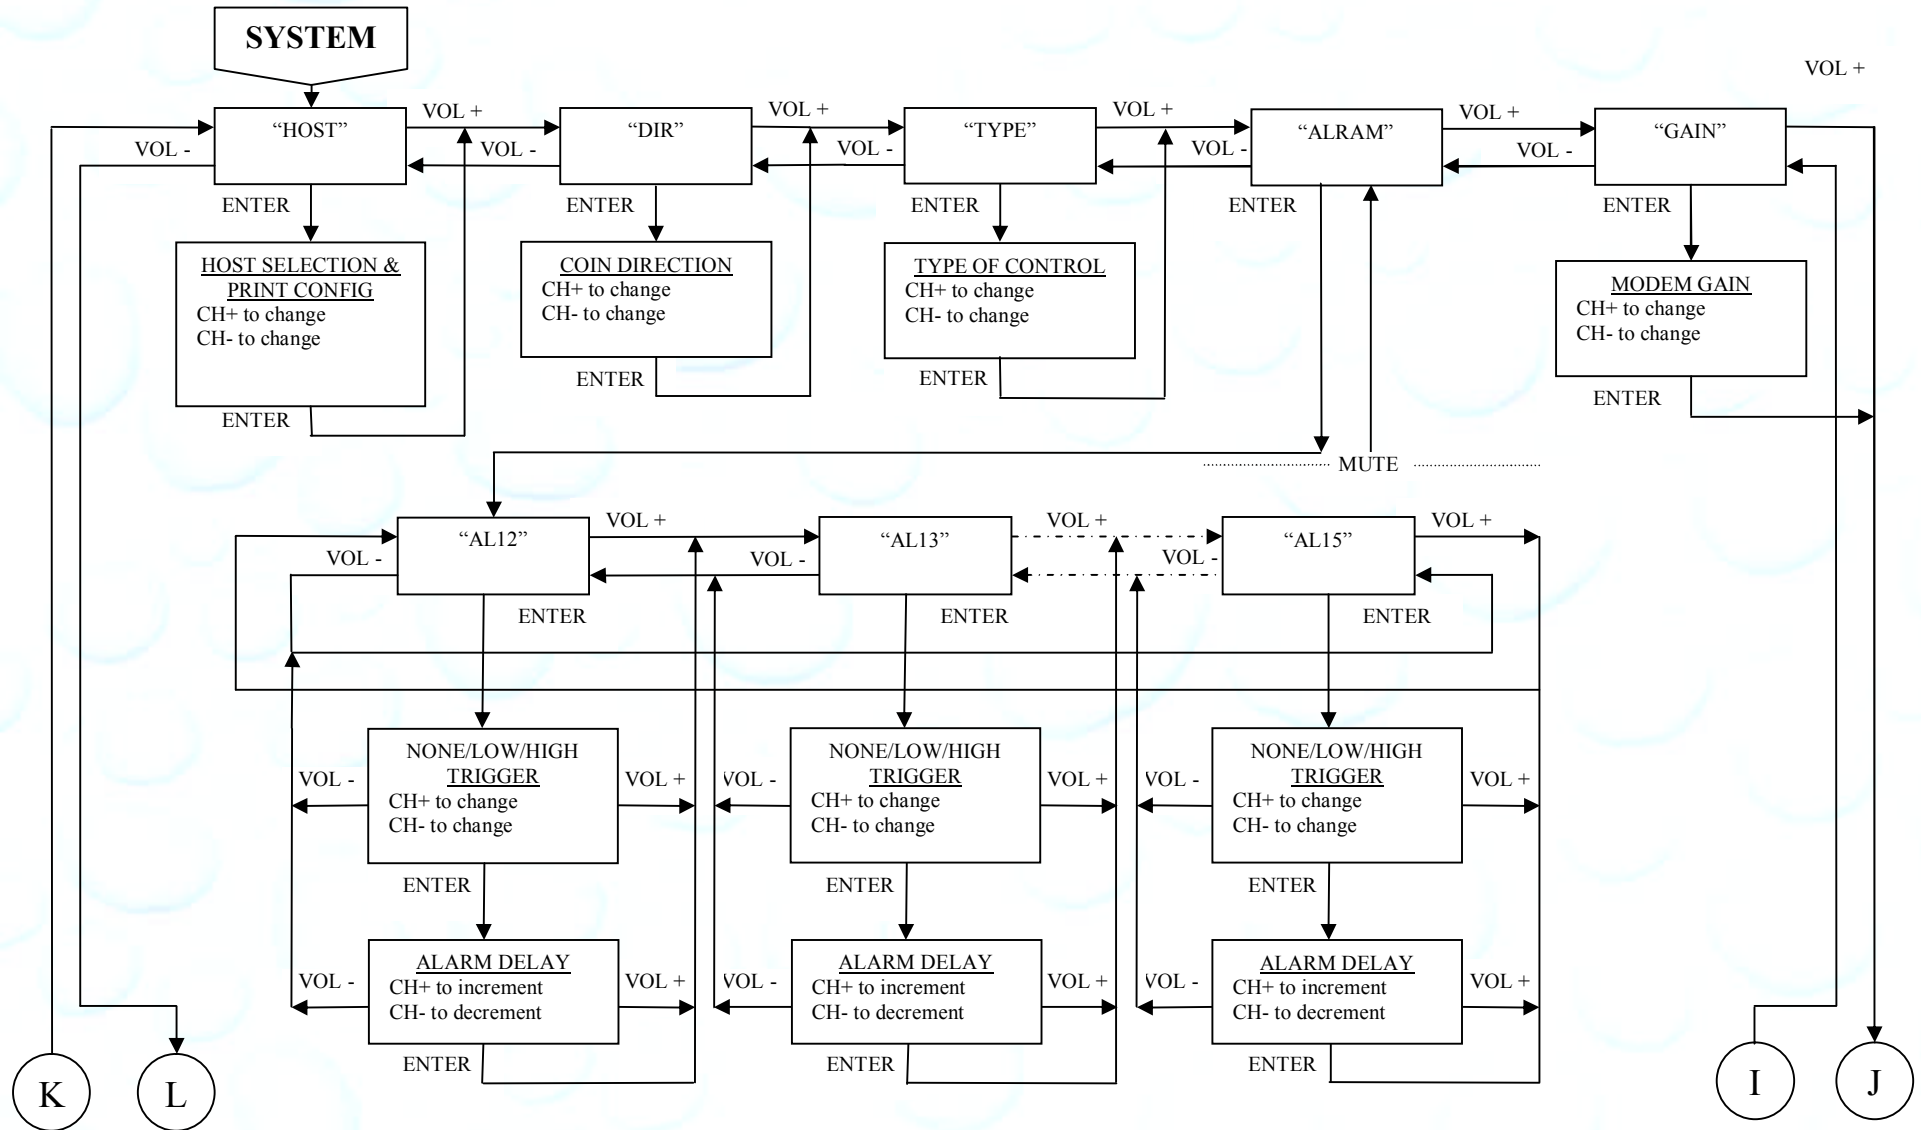 SYSTEM
VOL +
“HOST”
VOL +
“DIR”
VOL +
“TYPE”
VOL +
“ALRAM”
VOL +
“GAIN”
VOL -
VOL -
VOL -
VOL -
VOL -
ENTER
ENTER
ENTER
ENTER
ENTER
HOST SELECTION &
PRINT CONFIG
CH+ to change
CH- to change
ENTER
COIN DIRECTION
CH+ to change
CH- to change
ENTER
TYPE OF CONTROL
CH+ to change
CH- to change
ENTER
MODEM GAIN
CH+ to change
CH- to change
ENTER
MUTE
“AL12”
VOL +
“AL13”
VOL +
“AL15”
VOL +
VOL -
VOL -
VOL -
ENTER
ENTER
ENTER
NONE/LOW/HIGH
TRIGGER
CH+ to change
CH- to change
VOL -
VOL +
ENTER
NONE/LOW/HIGH
TRIGGER
CH+ to change
CH- to change
VOL -
VOL +
ENTER
NONE/LOW/HIGH
TRIGGER
CH+ to change
CH- to change
VOL -
VOL +
ENTER
ALARM DELAY
CH+ to increment
CH- to decrement
VOL -
VOL +
ENTER
ALARM DELAY
CH+ to increment
CH- to decrement
VOL -
VOL +
ENTER
ALARM DELAY
CH+ to increment
CH- to decrement
VOL -
VOL +
ENTER
K
L
I
J